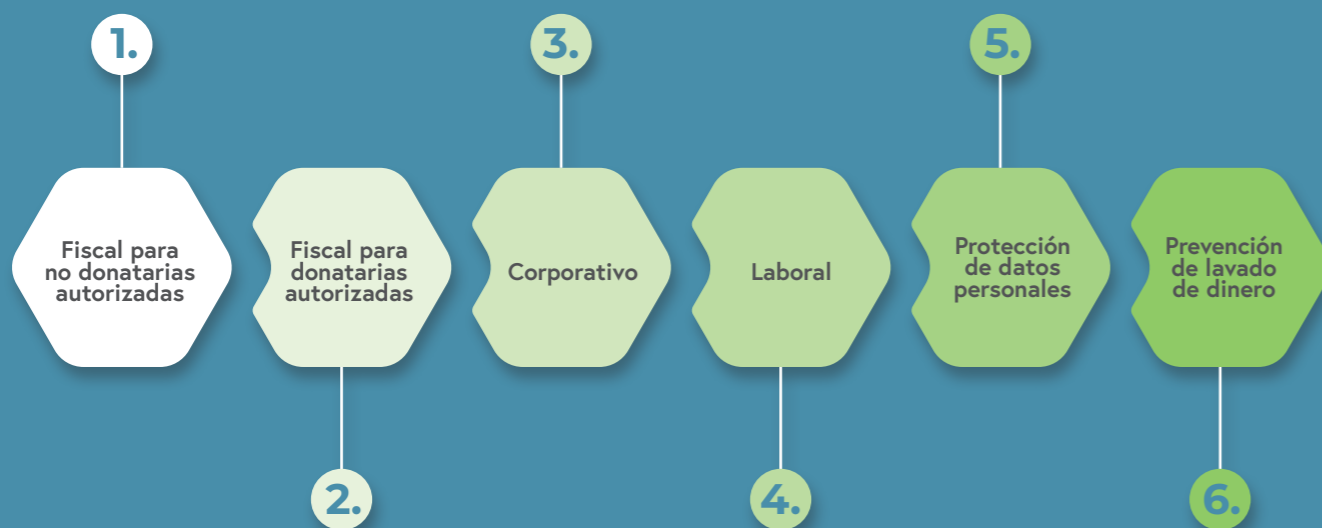 1.
Fiscal para
no donatarias
autorizadas
2.
Fiscal para
donatarias
autorizadas
3.
Corporativo
4.
Laboral
5.
Protección
de datos
personales
6.
Prevención
de lavado
de dinero